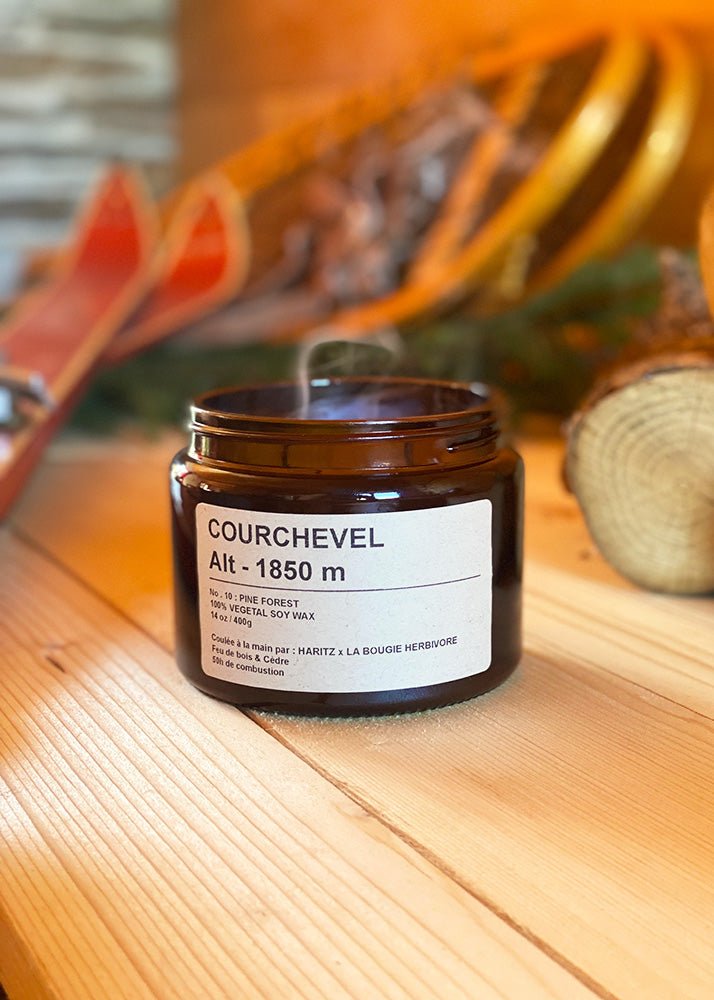 COURCHEVEL
Alt - 1850 m
No . 10 : PINE FOREST
100% VEGETAL SOY WAX
14 oz / 400g
Coulée à la main par : HARITZ x LA BOUGIE HERBIVORE
Feu de bois & Cèdre
50h de combustion